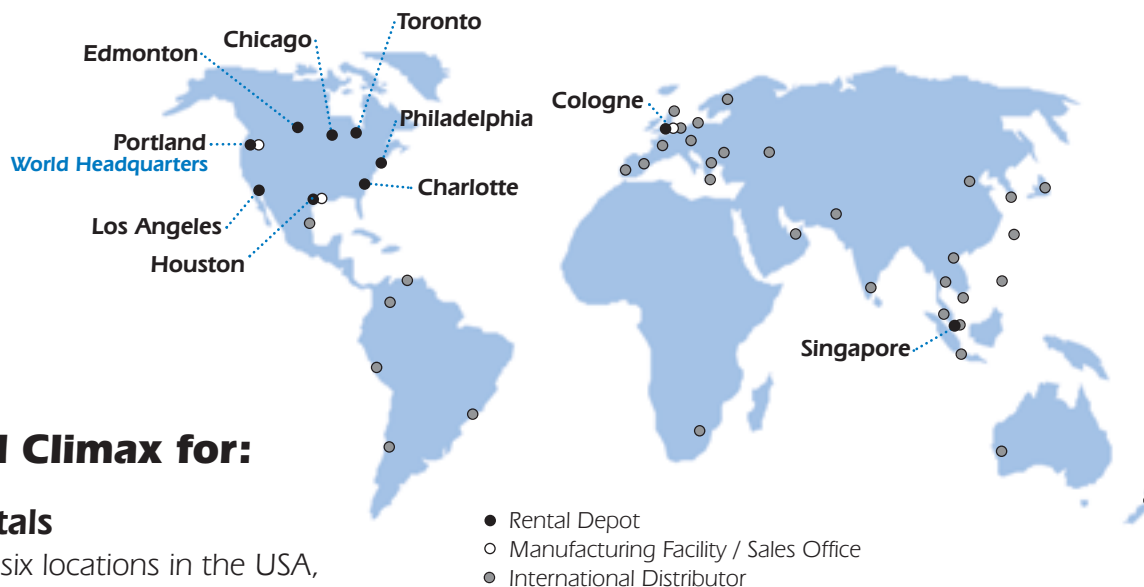 Toronto
Chicago
Edmonton
Cologne
Philadelphia
Portland
World Headquarters
Charlotte
Los Angeles
Houston
Singapore
Climax for:
six locations in the USA,
● Rental Depot
○ Manufacturing Facility / Sales Office
● International Distributor